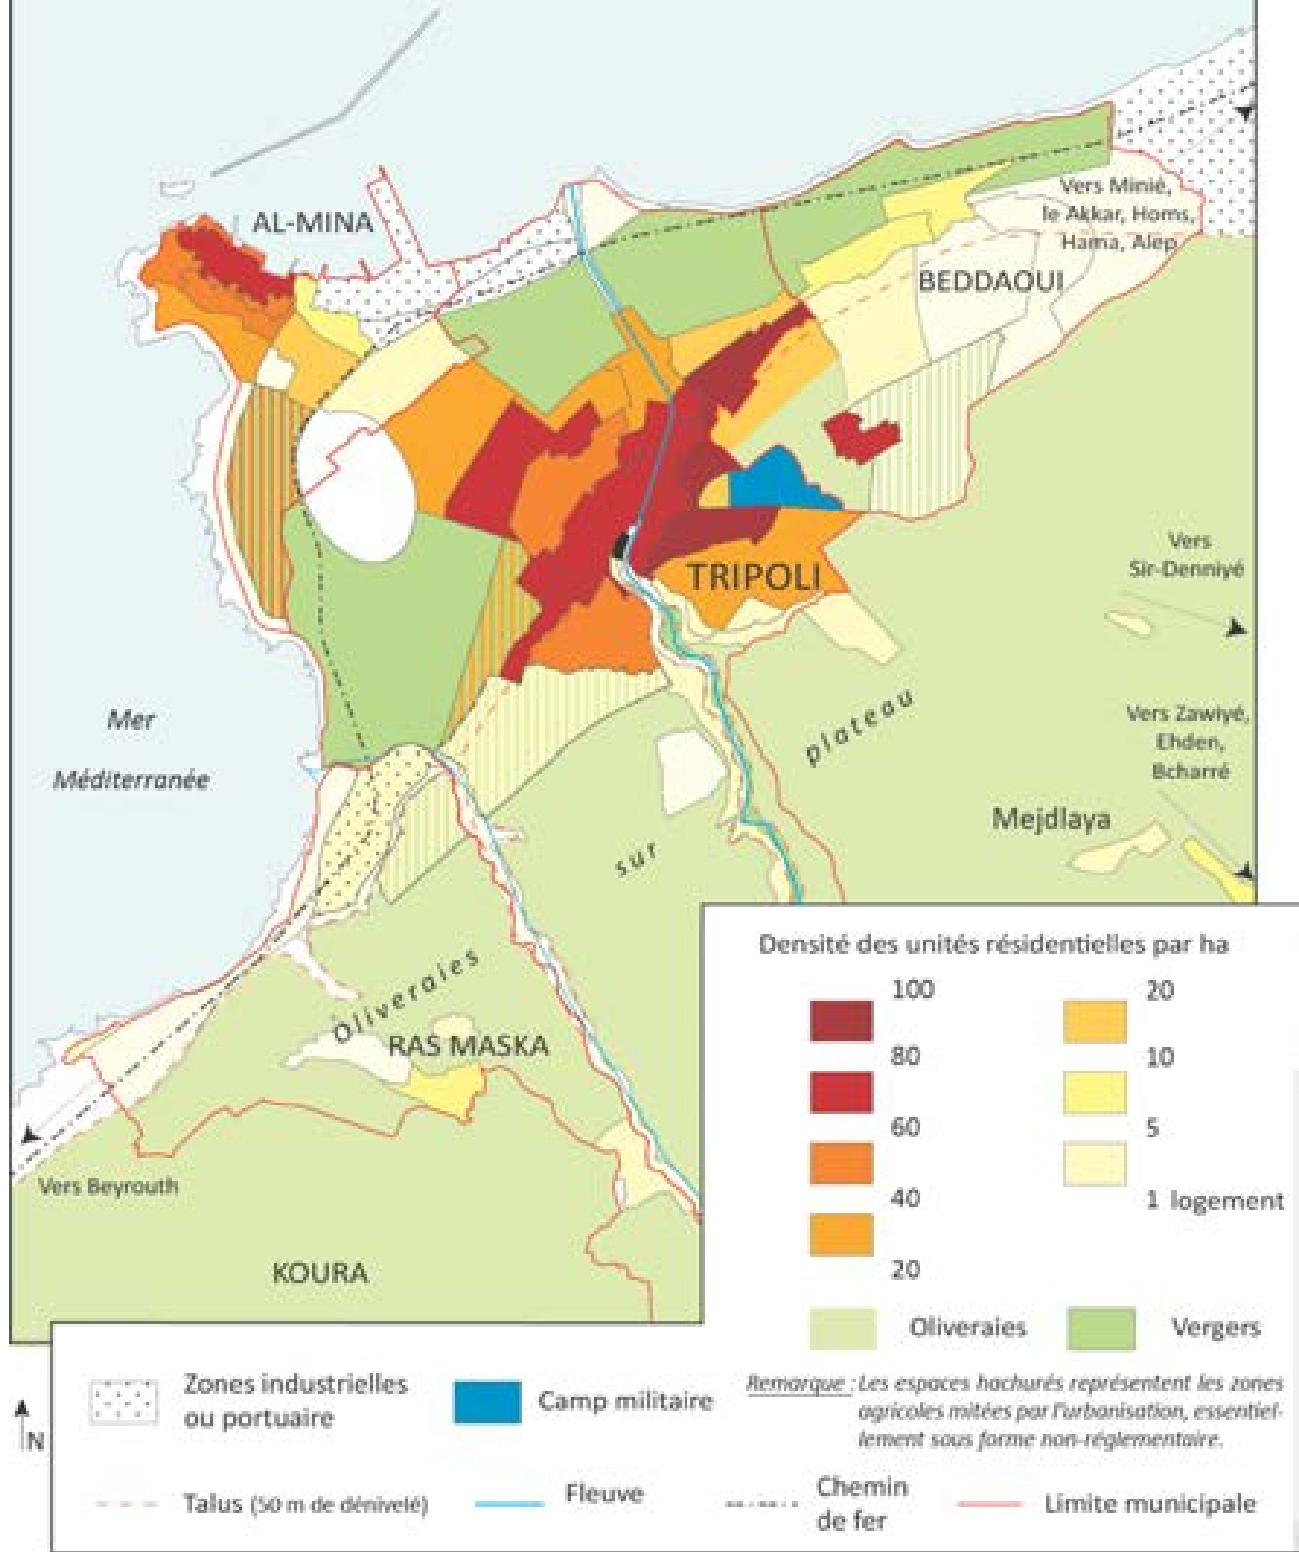 AL-MINA
Vers Minié,
le Akkar, Homs,
Hama, Alep
BEDDAOUI
Vers
Sir-Denniyé
TRIPOLI
Mer
Méditerranée
plateau
Vers Zawiyé,
Ehden,
Bcharré
Mejdlaya
sur
Oliveraies
RAS MASKA
Vers Beyrouth
KOURA
Densité des unités résidentielles par ha
100
80
60
40
20
20
10
5
1 logement
Oliveraies
Vergers
N
Zones industrielles
ou portuaire
Camp militaire
Remarque : Les espaces hachurés représentent les zones
agricoles mitées par l'urbanisation, essentiel-
lement sous forme non-réglementaire.
Talus (50 m de dénivelé)
Fleuve
Chemin
de fer
Limite municipale